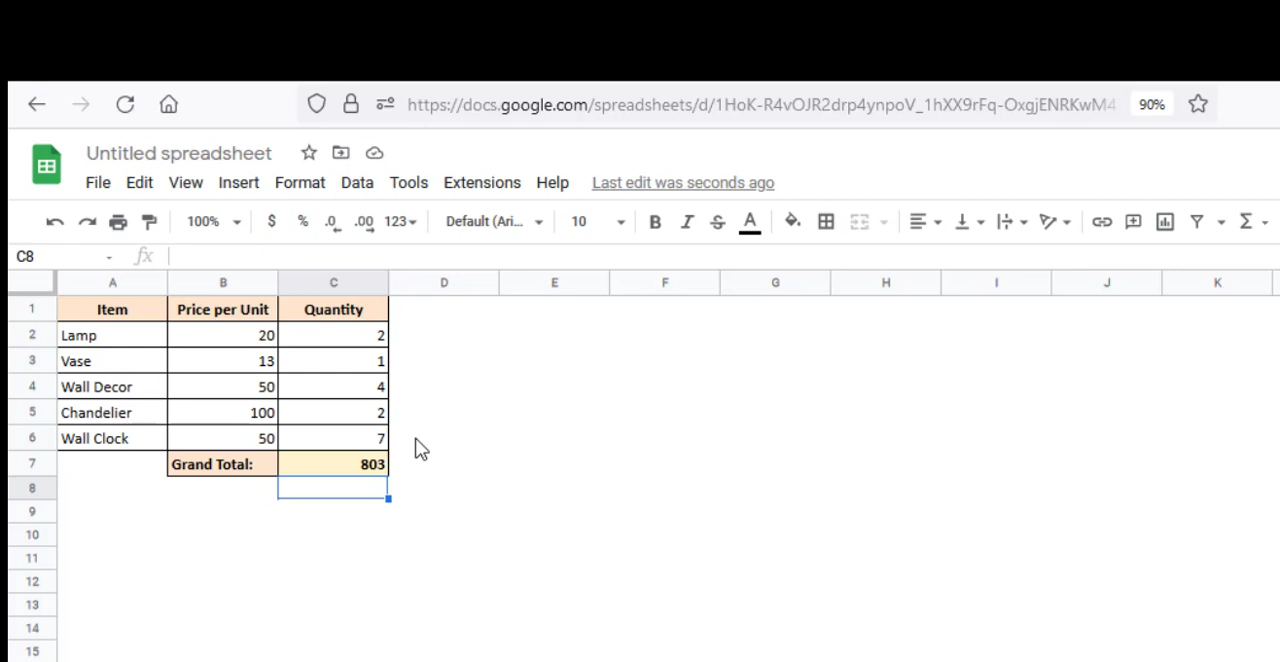 https://docs.google.com/spreadsheets/d/1HoK-R4vOJR2drp4ynpoV_1hXX9rFq-OxgjENRKwM4 90%
Untitled spreadsheet
File Edit View Insert Format Data Tools Extensions Help Last edit was seconds ago
100% $ % .0 .00 123 Default (Ari... 10 B I S A Σ
C8 fx
A B C D E F G H I J K
1 Item Price per Unit Quantity
2 Lamp 20 2
3 Vase 13 1
4 Wall Decor 50 4
5 Chandelier 100 2
6 Wall Clock 50 7
7 Grand Total: 803
8
9
10
11
12
13
14
15